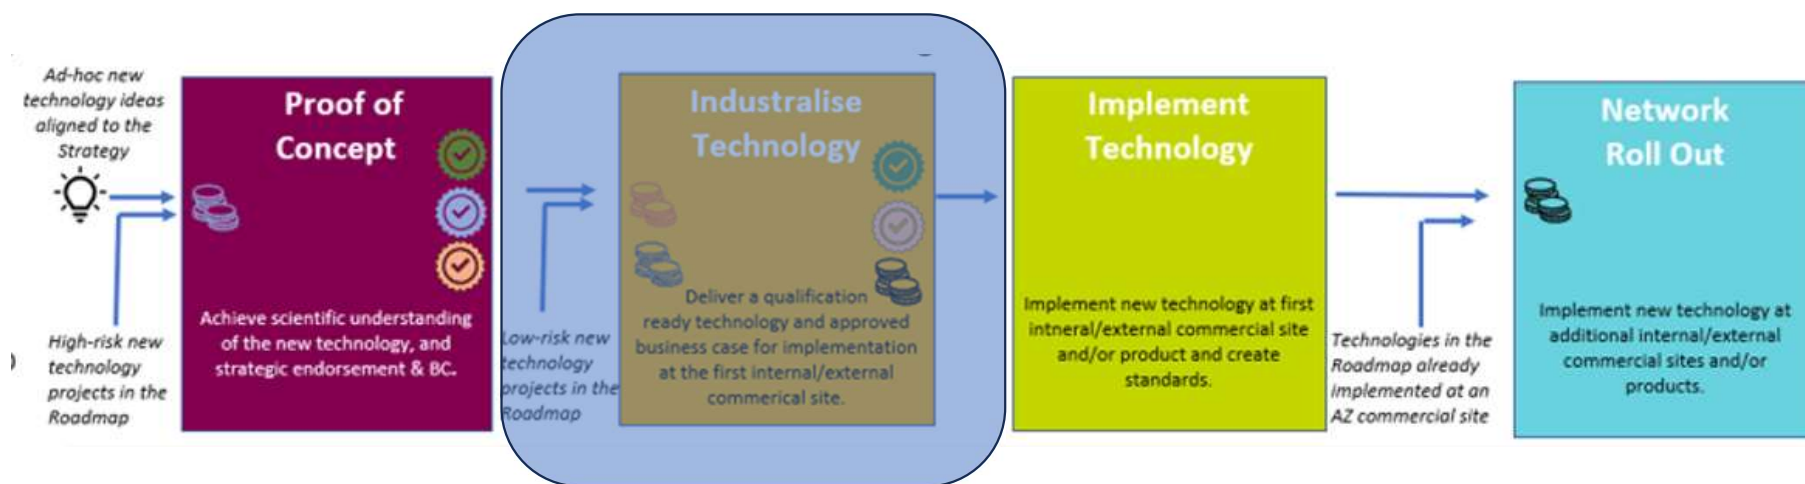 Ad-hoc new
technology ideas
aligned to the
Strategy
High-risk new
technology
projects in the
Roadmap
Proof of
Concept
Achieve scientific understanding
of the new technology, and
strategic endorsement & BC.
Low-risk new
technology
projects in the
Roadmap
Industralise
Technology
Deliver a qualification
ready technology and approved
business case for implementation
at the first internal/external
commerical site.
Implement
Technology
Implement new technology at first
intneral/external commercial site
and/or product and create
standards.
Technologies in the
Roadmap already
implemented at an
AZ commercial site
Network
Roll Out
Implement new technology at
additional internal/external
commercial sites and/or
products.